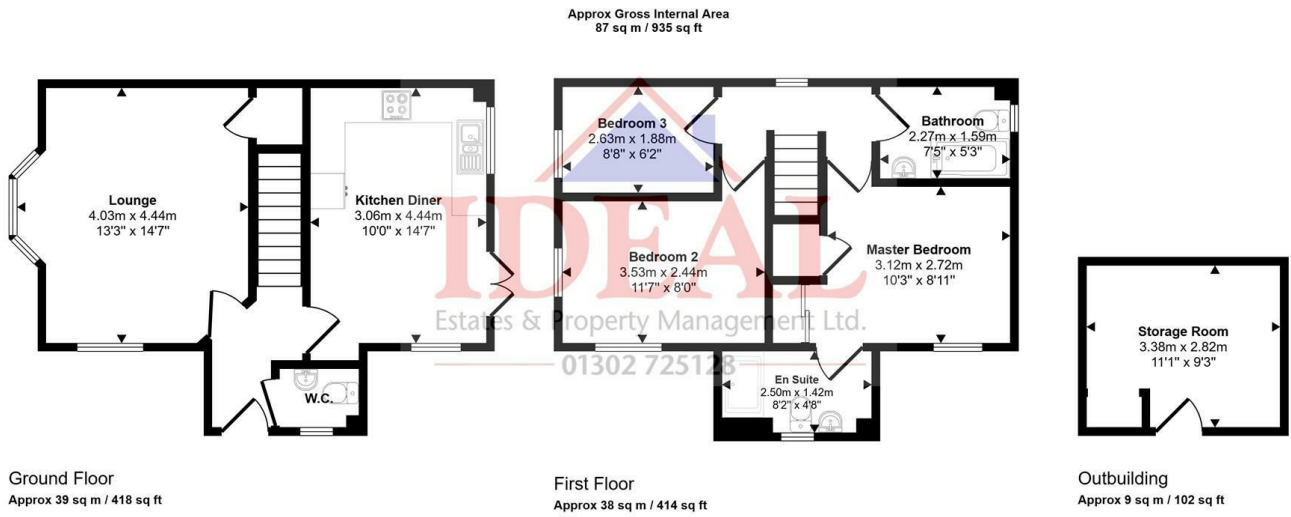 Approx Gross Internal Area
87 sq m / 935 sq ft
Lounge
4.03m x 4.44m
13'3" x 14'7"
Kitchen Diner
3.06m x 4.44m
10'0" x 14'7"
W.C.
Ground Floor
Approx 39 sq m / 418 sq ft
Bedroom 3
2.63m x 1.88m
8'8" x 6'2"
Bathroom
2.27m x 1.59m
7'5" x 5'3"
Bedroom 2
3.53m x 2.44m
11'7" x 8'0"
Master Bedroom
3.12m x 2.72m
10'3" x 8'11"
En Suite
2.50m x 1.42m
8'2" x 4'8"
First Floor
Approx 38 sq m / 414 sq ft
IDEAL
Estates & Property Management Ltd.
01302 725128
Storage Room
3.38m x 2.82m
11'1" x 9'3"
Outbuilding
Approx 9 sq m / 102 sq ft